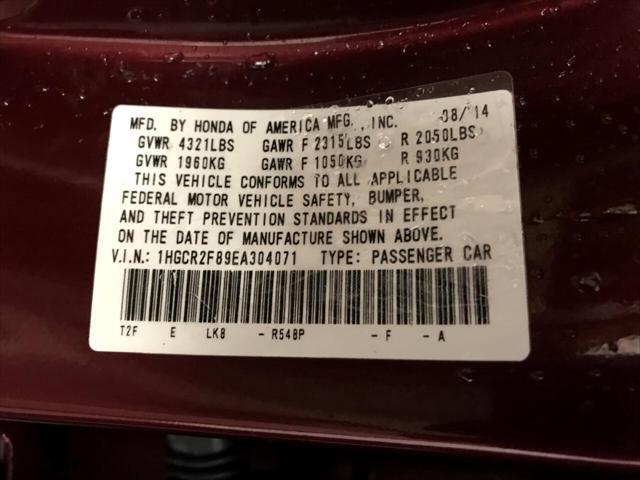 MFD. BY HONDA OF AMERICA MFG., INC. 08/14
GVWR 4321LBS GAWR F 2315LBS R 2050LBS
GVWR 1960KG GAWR F 1050KG R 930KG
THIS VEHICLE CONFORMS TO ALL APPLICABLE
FEDERAL MOTOR VEHICLE SAFETY, BUMPER,
AND THEFT PREVENTION STANDARDS IN EFFECT
ON THE DATE OF MANUFACTURE SHOWN ABOVE.
V.I.N.: 1HGCR2F89EA304071 TYPE: PASSENGER CAR
T2F E LK8 - R548P - F - A